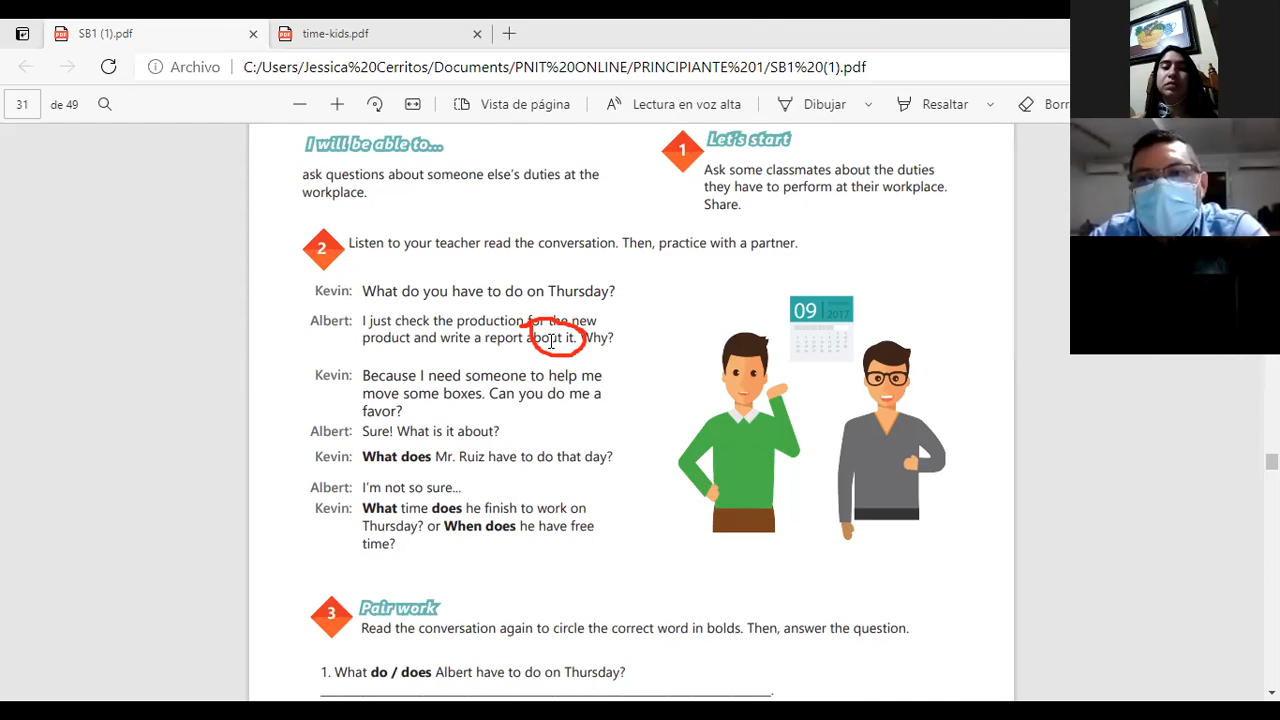 SB1 (1).pdf
time-kids.pdf
Archivo
C:/Users/Jessica%20Cerritos/Documents/PNIT%20ONLINE/PRINCIPIANTE%201/SB1%20(1).pdf
31
de 49
Vista de página
Lectura en voz alta
Dibujar
Resaltar
Borr
I will be able to...
ask questions about someone else's duties at the
workplace.
1
Let's start
Ask some classmates about the duties
they have to perform at their workplace.
Share.
2
Listen to your teacher read the conversation. Then, practice with a partner.
Kevin: What do you have to do on Thursday?
Albert: I just check the production for the new
product and write a report about it. Why?
Kevin: Because I need someone to help me
move some boxes. Can you do me a
favor?
Albert: Sure! What is it about?
Kevin: What does Mr. Ruiz have to do that day?
Albert: I'm not so sure...
Kevin: What time does he finish to work on
Thursday? or When does he have free
time?
09
2017
3
Pair work
Read the conversation again to circle the correct word in bolds. Then, answer the question.
1. What do / does Albert have to do on Thursday?